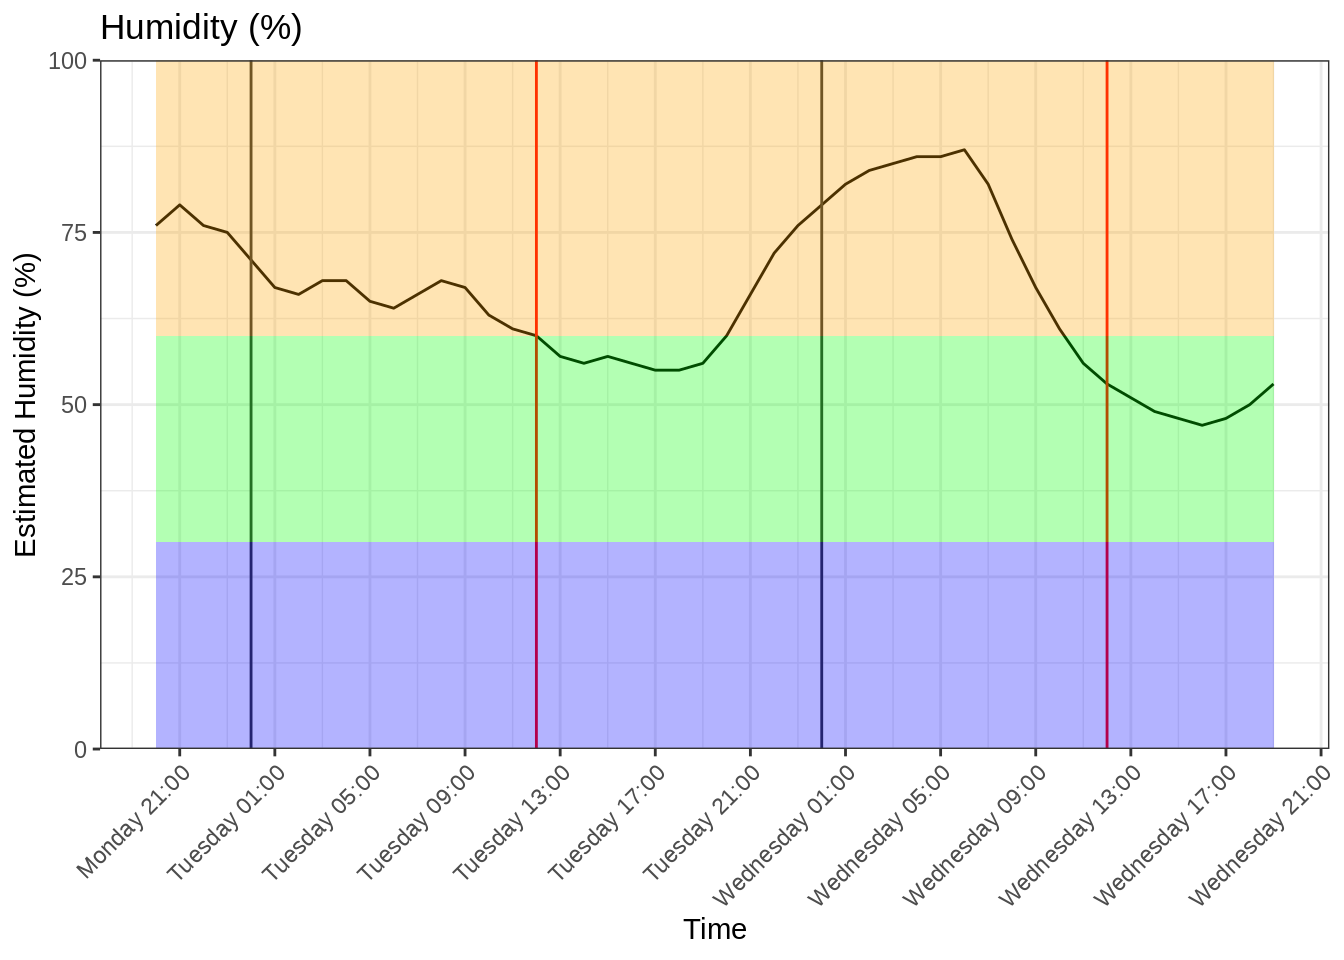 Humidity (%)
Estimated Humidity (%)
100
75
50
25
0
Monday 21:00
Tuesday 01:00
Tuesday 05:00
Tuesday 09:00
Tuesday 13:00
Tuesday 17:00
Tuesday 21:00
Wednesday 01:00
Wednesday 05:00
Wednesday 09:00
Wednesday 13:00
Wednesday 17:00
Wednesday 21:00
Time